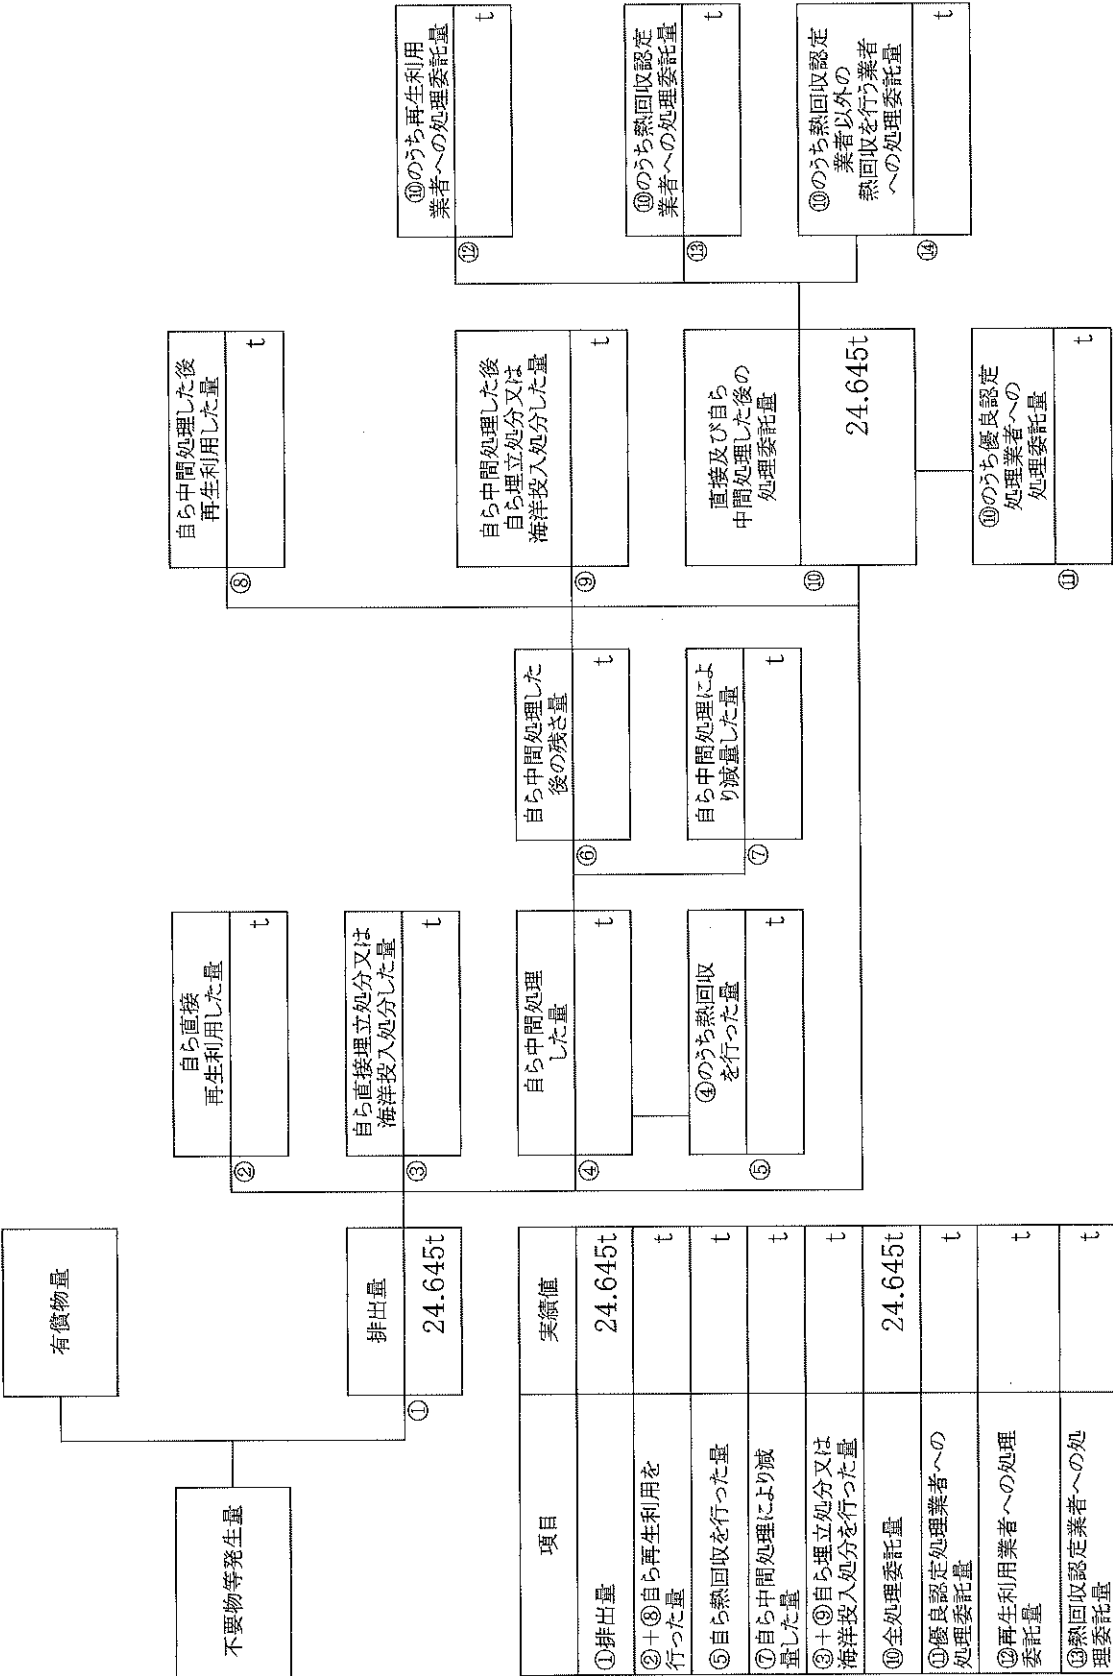 不要物等発生量
有償物量
排出量
①
24.645t
自ら直接
再生利用した量
②
t
自ら直接埋立処分又は
海洋投入処分した量
③
t
自ら中間処理
した量
④
t
④のうち熱回収
を行った量
⑤
t
自ら中間処理した
後の残さ量
⑥
t
自ら中間処理によ
り減量した量
⑦
t
自ら中間処理した後
再生利用した量
⑧
t
自ら中間処理した後
自ら埋立処分又は
海洋投入処分した量
⑨
t
直接及び自ら
中間処理した後の
処理委託量
⑩
24.645t
⑩のうち優良認定
処理業者への
処理委託量
⑪
t
⑩のうち再生利用
業者への処理委託量
⑫
t
⑩のうち熱回収認定
業者への処理委託量
⑬
t
⑩のうち熱回収認定
業者以外の
熱回収を行う業者
への処理委託量
⑭
t
項目 実績値
①排出量 24.645t
②+⑧自ら再生利用を
行った量 t
⑤自ら熱回収を行った量 t
⑦自ら中間処理により減
量した量 t
③+⑨自ら埋立処分又は
海洋投入処分を行った量 t
⑩全処理委託量 24.645t
⑪優良認定処理業者への
処理委託量 t
⑫再生利用業者への処理
委託量 t
⑬熱回収認定業者への処
理委託量 t